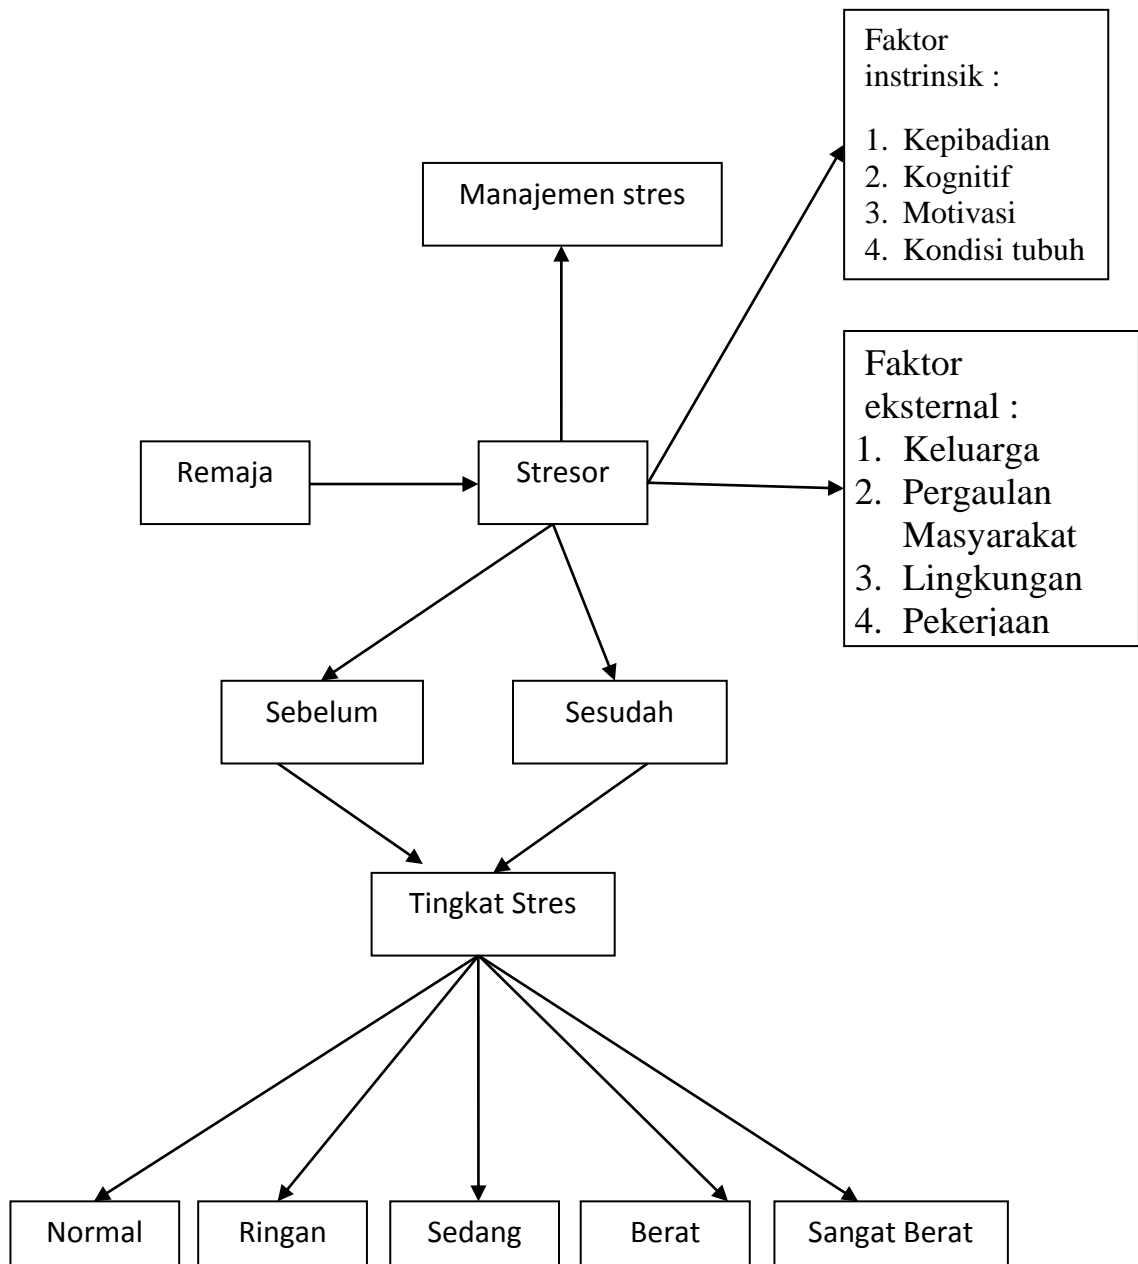 Faktor
instrinsik :
1. Kepibadian
2. Kognitif
3. Motivasi
4. Kondisi tubuh
Manajemen stres
Faktor
eksternal :
1. Keluarga
2. Pergaulan
Masyarakat
3. Lingkungan
4. Pekerjaan
Remaja
Stresor
Sebelum
Sesudah
Tingkat Stres
Normal
Ringan
Sedang
Berat
Sangat Berat